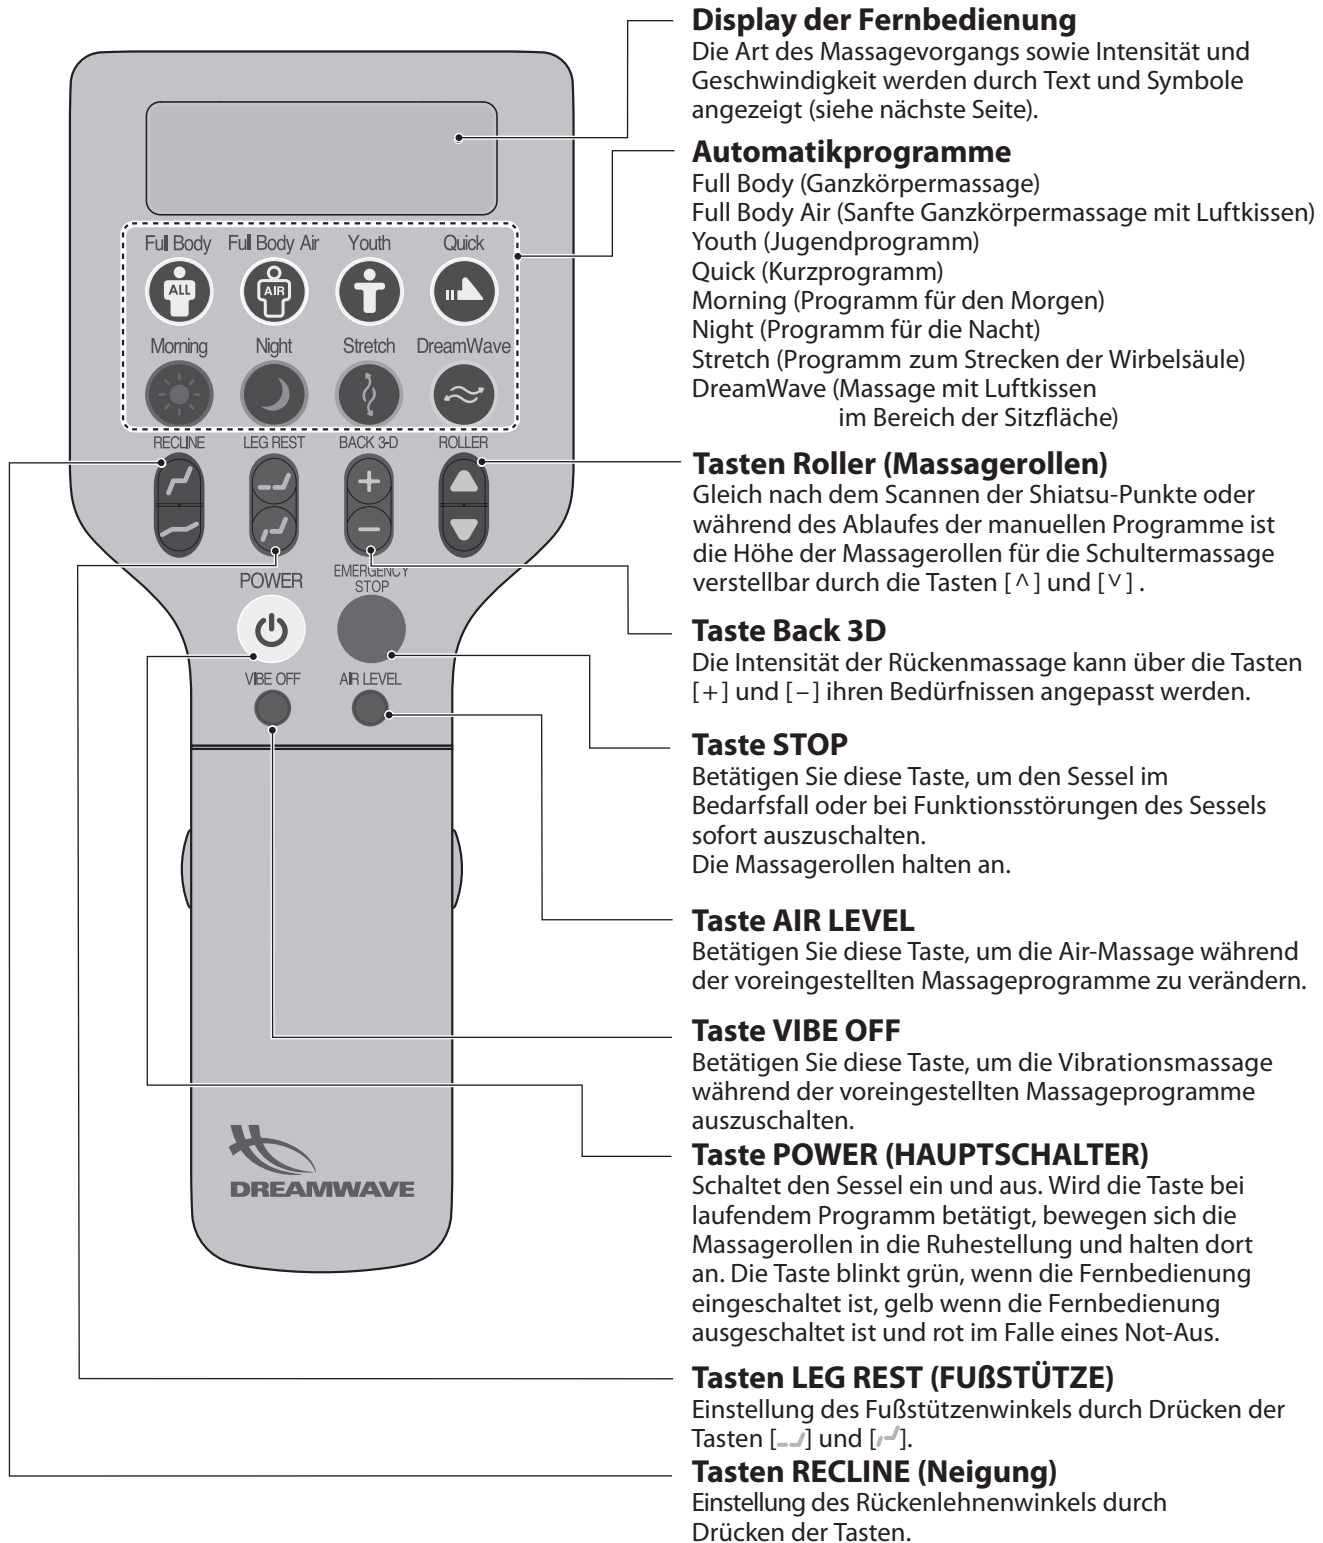 Display der Fernbedienung
Die Art des Massagevorgangs sowie Intensität und
Geschwindigkeit werden durch Text und Symbole
angezeigt (siehe nächste Seite).
Automatikprogramme
Full Body (Ganzkörpermassage)
Full Body Air (Sanfte Ganzkörpermassage mit Luftkissen)
Youth (Jugendprogramm)
Quick (Kurzprogramm)
Morning (Programm für den Morgen)
Night (Programm für die Nacht)
Stretch (Programm zum Strecken der Wirbelsäule)
DreamWave (Massage mit Luftkissen
im Bereich der Sitzfläche)
Tasten Roller (Massagerollen)
Gleich nach dem Scannen der Shiatsu-Punkte oder
während des Ablaufes der manuellen Programme ist
die Höhe der Massagerollen für die Schultermassage
verstellbar durch die Tasten [˄] und [˅] .
Taste Back 3D
Die Intensität der Rückenmassage kann über die Tasten
[+] und [–] ihren Bedürfnissen angepasst werden.
Taste STOP
Betätigen Sie diese Taste, um den Sessel im
Bedarfsfall oder bei Funktionsstörungen des Sessels
sofort auszuschalten.
Die Massagerollen halten an.
Taste AIR LEVEL
Betätigen Sie diese Taste, um die Air-Massage während
der voreingestellten Massageprogramme zu verändern.
Taste VIBE OFF
Betätigen Sie diese Taste, um die Vibrationsmassage
während der voreingestellten Massageprogramme
auszuschalten.
Taste POWER (HAUPTSCHALTER)
Schaltet den Sessel ein und aus. Wird die Taste bei
laufendem Programm betätigt, bewegen sich die
Massagerollen in die Ruhestellung und halten dort
an. Die Taste blinkt grün, wenn die Fernbedienung
eingeschaltet ist, gelb wenn die Fernbedienung
ausgeschaltet ist und rot im Falle eines Not-Aus.
Tasten LEG REST (FUßSTÜTZE)
Einstellung des Fußstützenwinkels durch Drücken der
Tasten [] und [].
Tasten RECLINE (Neigung)
Einstellung des Rückenlehnenwinkels durch
Drücken der Tasten.
Full Body Full Body Air Youth Quick
ALL AIR
Morning Night Stretch DreamWave
RECLINE LEG REST BACK 3-D ROLLER
+
–
POWER EMERGENCY
STOP
VIBE OFF AIR LEVEL
DREAMWAVE